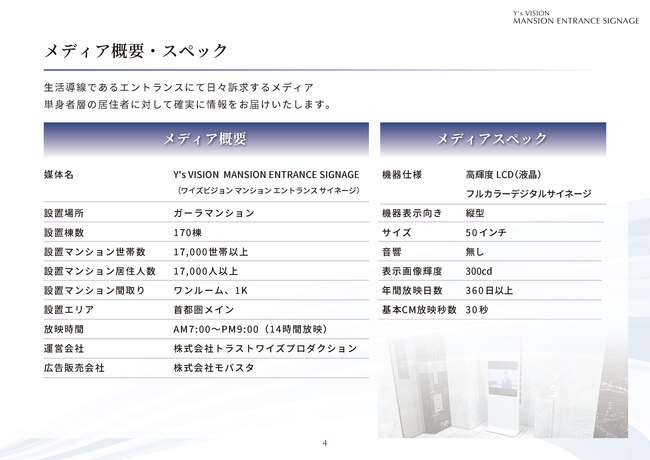 Y's VISION
MANSION ENTRANCE SIGNAGE
メディア概要・スペック
生活導線であるエントランスにて日々訴求するメディア
単身者層の居住者に対して確実に情報をお届けいたします。
メディア概要
媒体名 Y's VISION MANSION ENTRANCE SIGNAGE
(ワイズビジョン マンション エントランス サイネージ)
設置場所 ガーラマンション
設置棟数 170棟
設置マンション世帯数 17,000世帯以上
設置マンション居住人数 17,000人以上
設置マンション間取り ワンルーム、1K
設置エリア 首都圏メイン
放映時間 AM7:00〜PM9:00（14時間放映）
運営会社 株式会社トラストワイズプロダクション
広告販売会社 株式会社モバスタ
メディアスペック
機器仕様 高輝度 LCD（液晶）
フルカラーデジタルサイネージ
機器表示向き 縦型
サイズ 50インチ
音響 無し
表示画像輝度 300cd
年間放映日数 360日以上
基本CM放映秒数 30秒
4